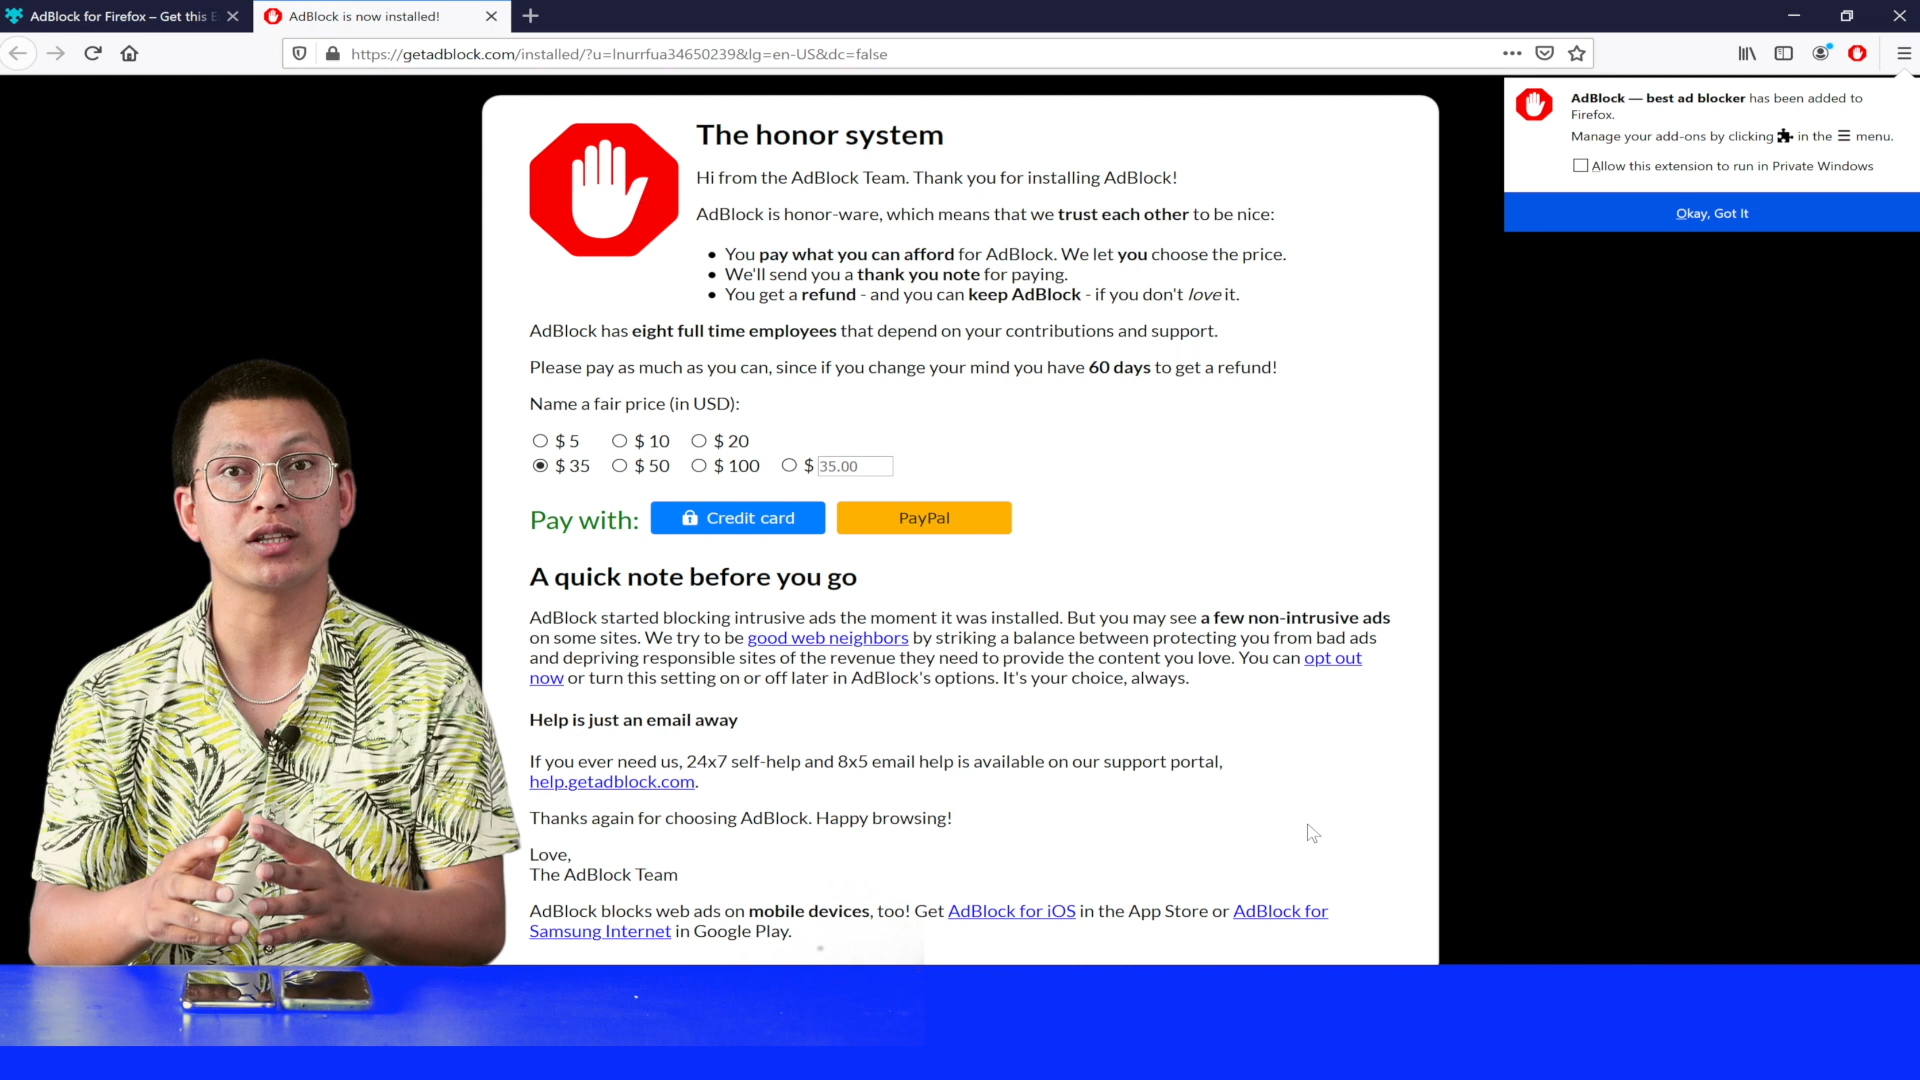 AdBlock for Firefox – Get this E
AdBlock is now installed!
https://getadblock.com/installed/?u=lnurrfua34650239&lg=en-US&dc=false
AdBlock — best ad blocker has been added to
Firefox.
Manage your add-ons by clicking in the menu.
Allow this extension to run in Private Windows
Okay, Got It
The honor system
Hi from the AdBlock Team. Thank you for installing AdBlock!
AdBlock is honor-ware, which means that we trust each other to be nice:
• You pay what you can afford for AdBlock. We let you choose the price.
• We'll send you a thank you note for paying.
• You get a refund - and you can keep AdBlock - if you don't love it.
AdBlock has eight full time employees that depend on your contributions and support.
Please pay as much as you can, since if you change your mind you have 60 days to get a refund!
Name a fair price (in USD):
$ 5 $ 10 $ 20
$ 35 $ 50 $ 100 $ 35.00
Pay with: Credit card PayPal
A quick note before you go
AdBlock started blocking intrusive ads the moment it was installed. But you may see a few non-intrusive ads
on some sites. We try to be good web neighbors by striking a balance between protecting you from bad ads
and depriving responsible sites of the revenue they need to provide the content you love. You can opt out
now or turn this setting on or off later in AdBlock's options. It's your choice, always.
Help is just an email away
If you ever need us, 24x7 self-help and 8x5 email help is available on our support portal,
help.getadblock.com.
Thanks again for choosing AdBlock. Happy browsing!
Love,
The AdBlock Team
AdBlock blocks web ads on mobile devices, too! Get AdBlock for iOS in the App Store or AdBlock for
Samsung Internet in Google Play.